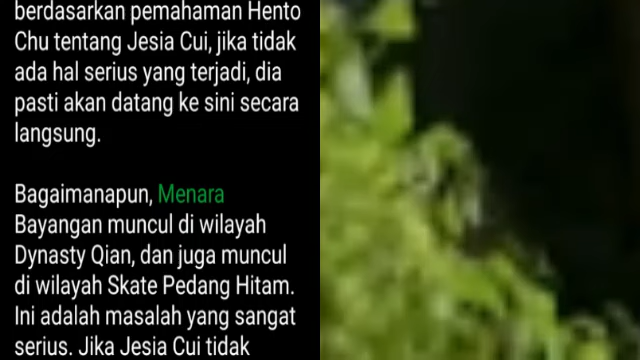 berdasarkan pemahaman Hento
Chu tentang Jesia Cui, jika tidak
ada hal serius yang terjadi, dia
pasti akan datang ke sini secara
langsung.
Bagaimanapun, Menara
Bayangan muncul di wilayah
Dynasty Qian, dan juga muncul
di wilayah Skate Pedang Hitam.
Ini adalah masalah yang sangat
serius. Jika Jesia Cui tidak